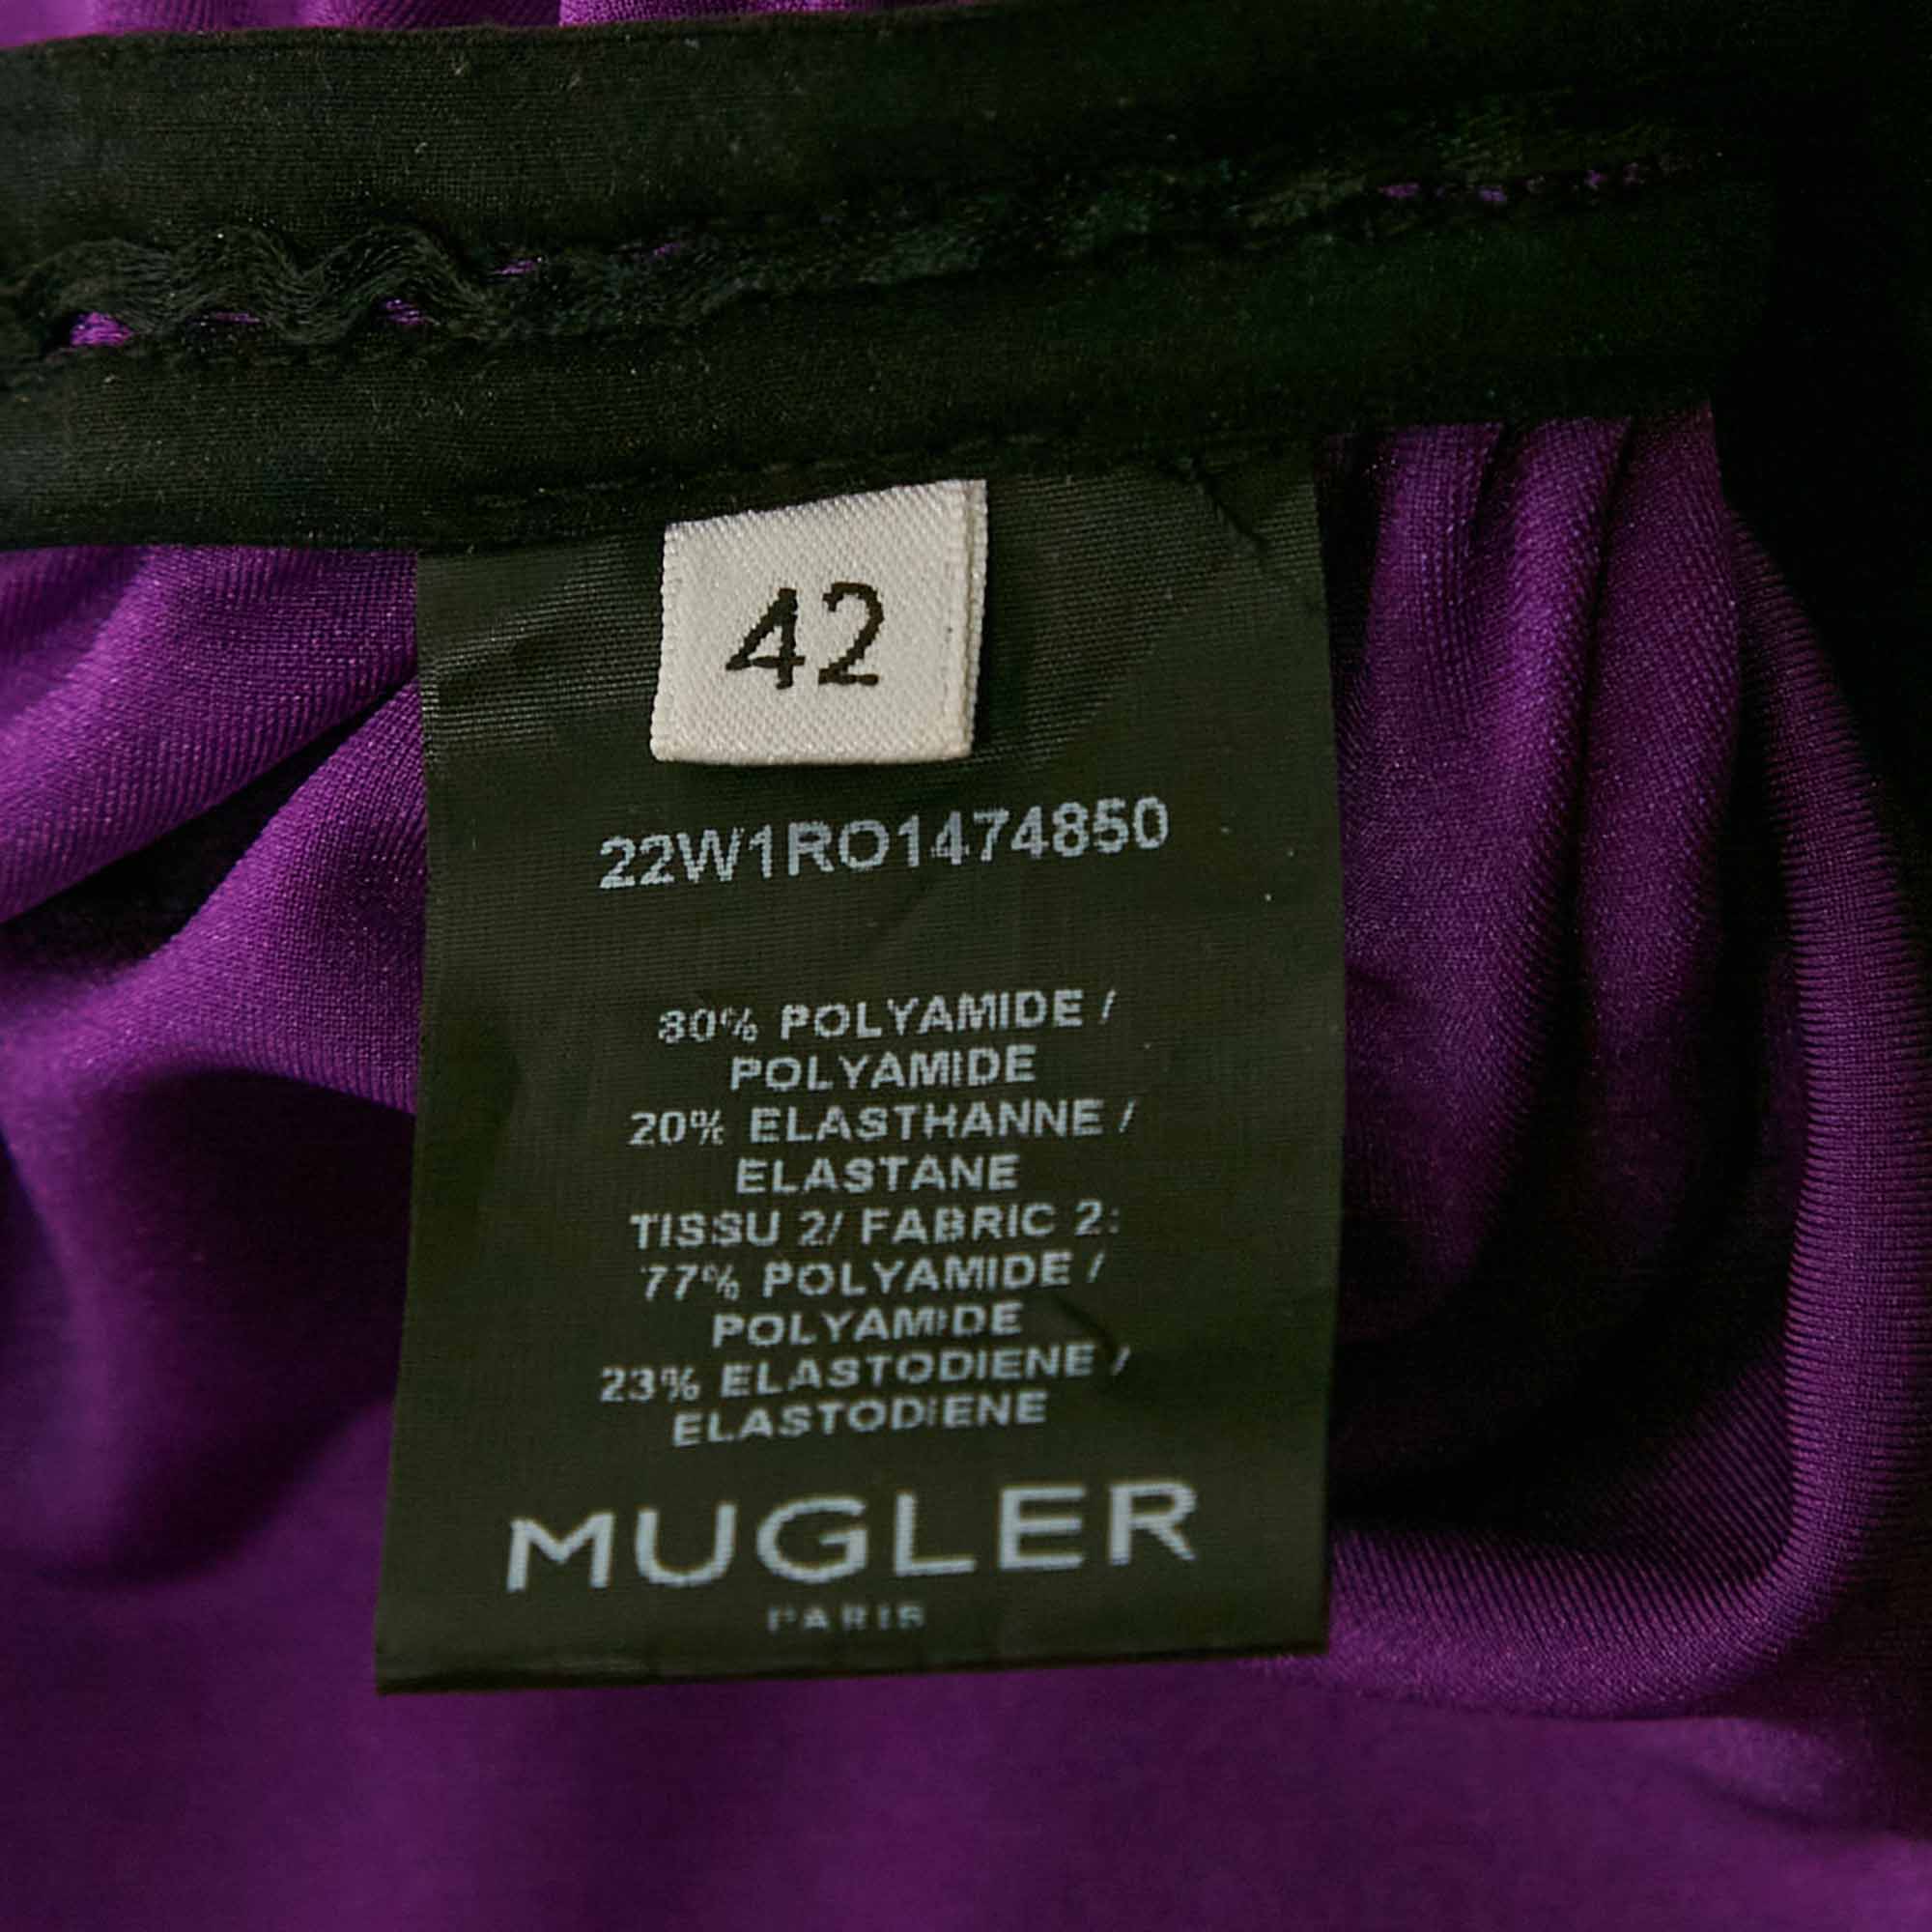 42
22W1RO1474850
80% POLYAMIDE /
POLYAMIDE
20% ELASTHANNE /
ELASTANE
TISSU 2/ FABRIC 2:
77% POLYAMIDE /
POLYAMIDE
23% ELASTODIENE /
ELASTODIENE
MUGLER
PARIS